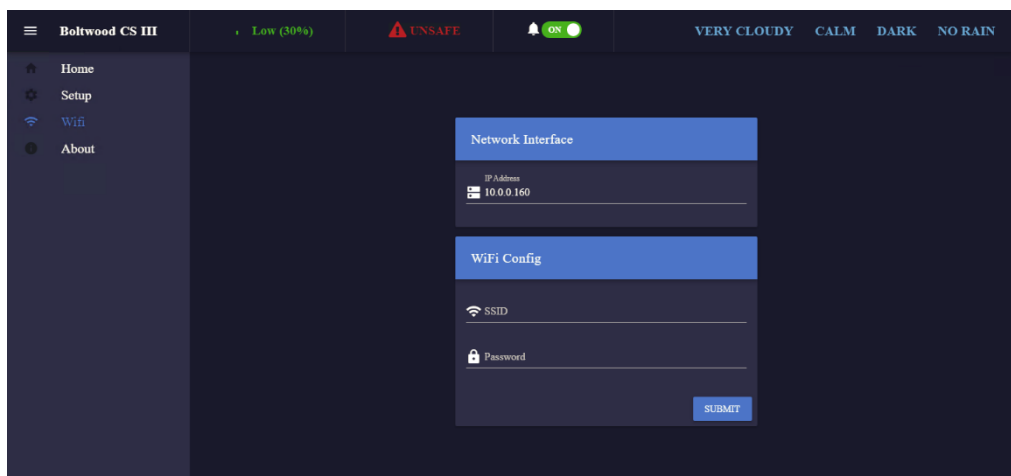 Boltwood CS III Low (30%) UNSAFE ON VERY CLOUDY CALM DARK NO RAIN
Home
Setup
Wifi
About
Network Interface
IP Address
10.0.0.160
WiFi Config
SSID
Password
SUBMIT